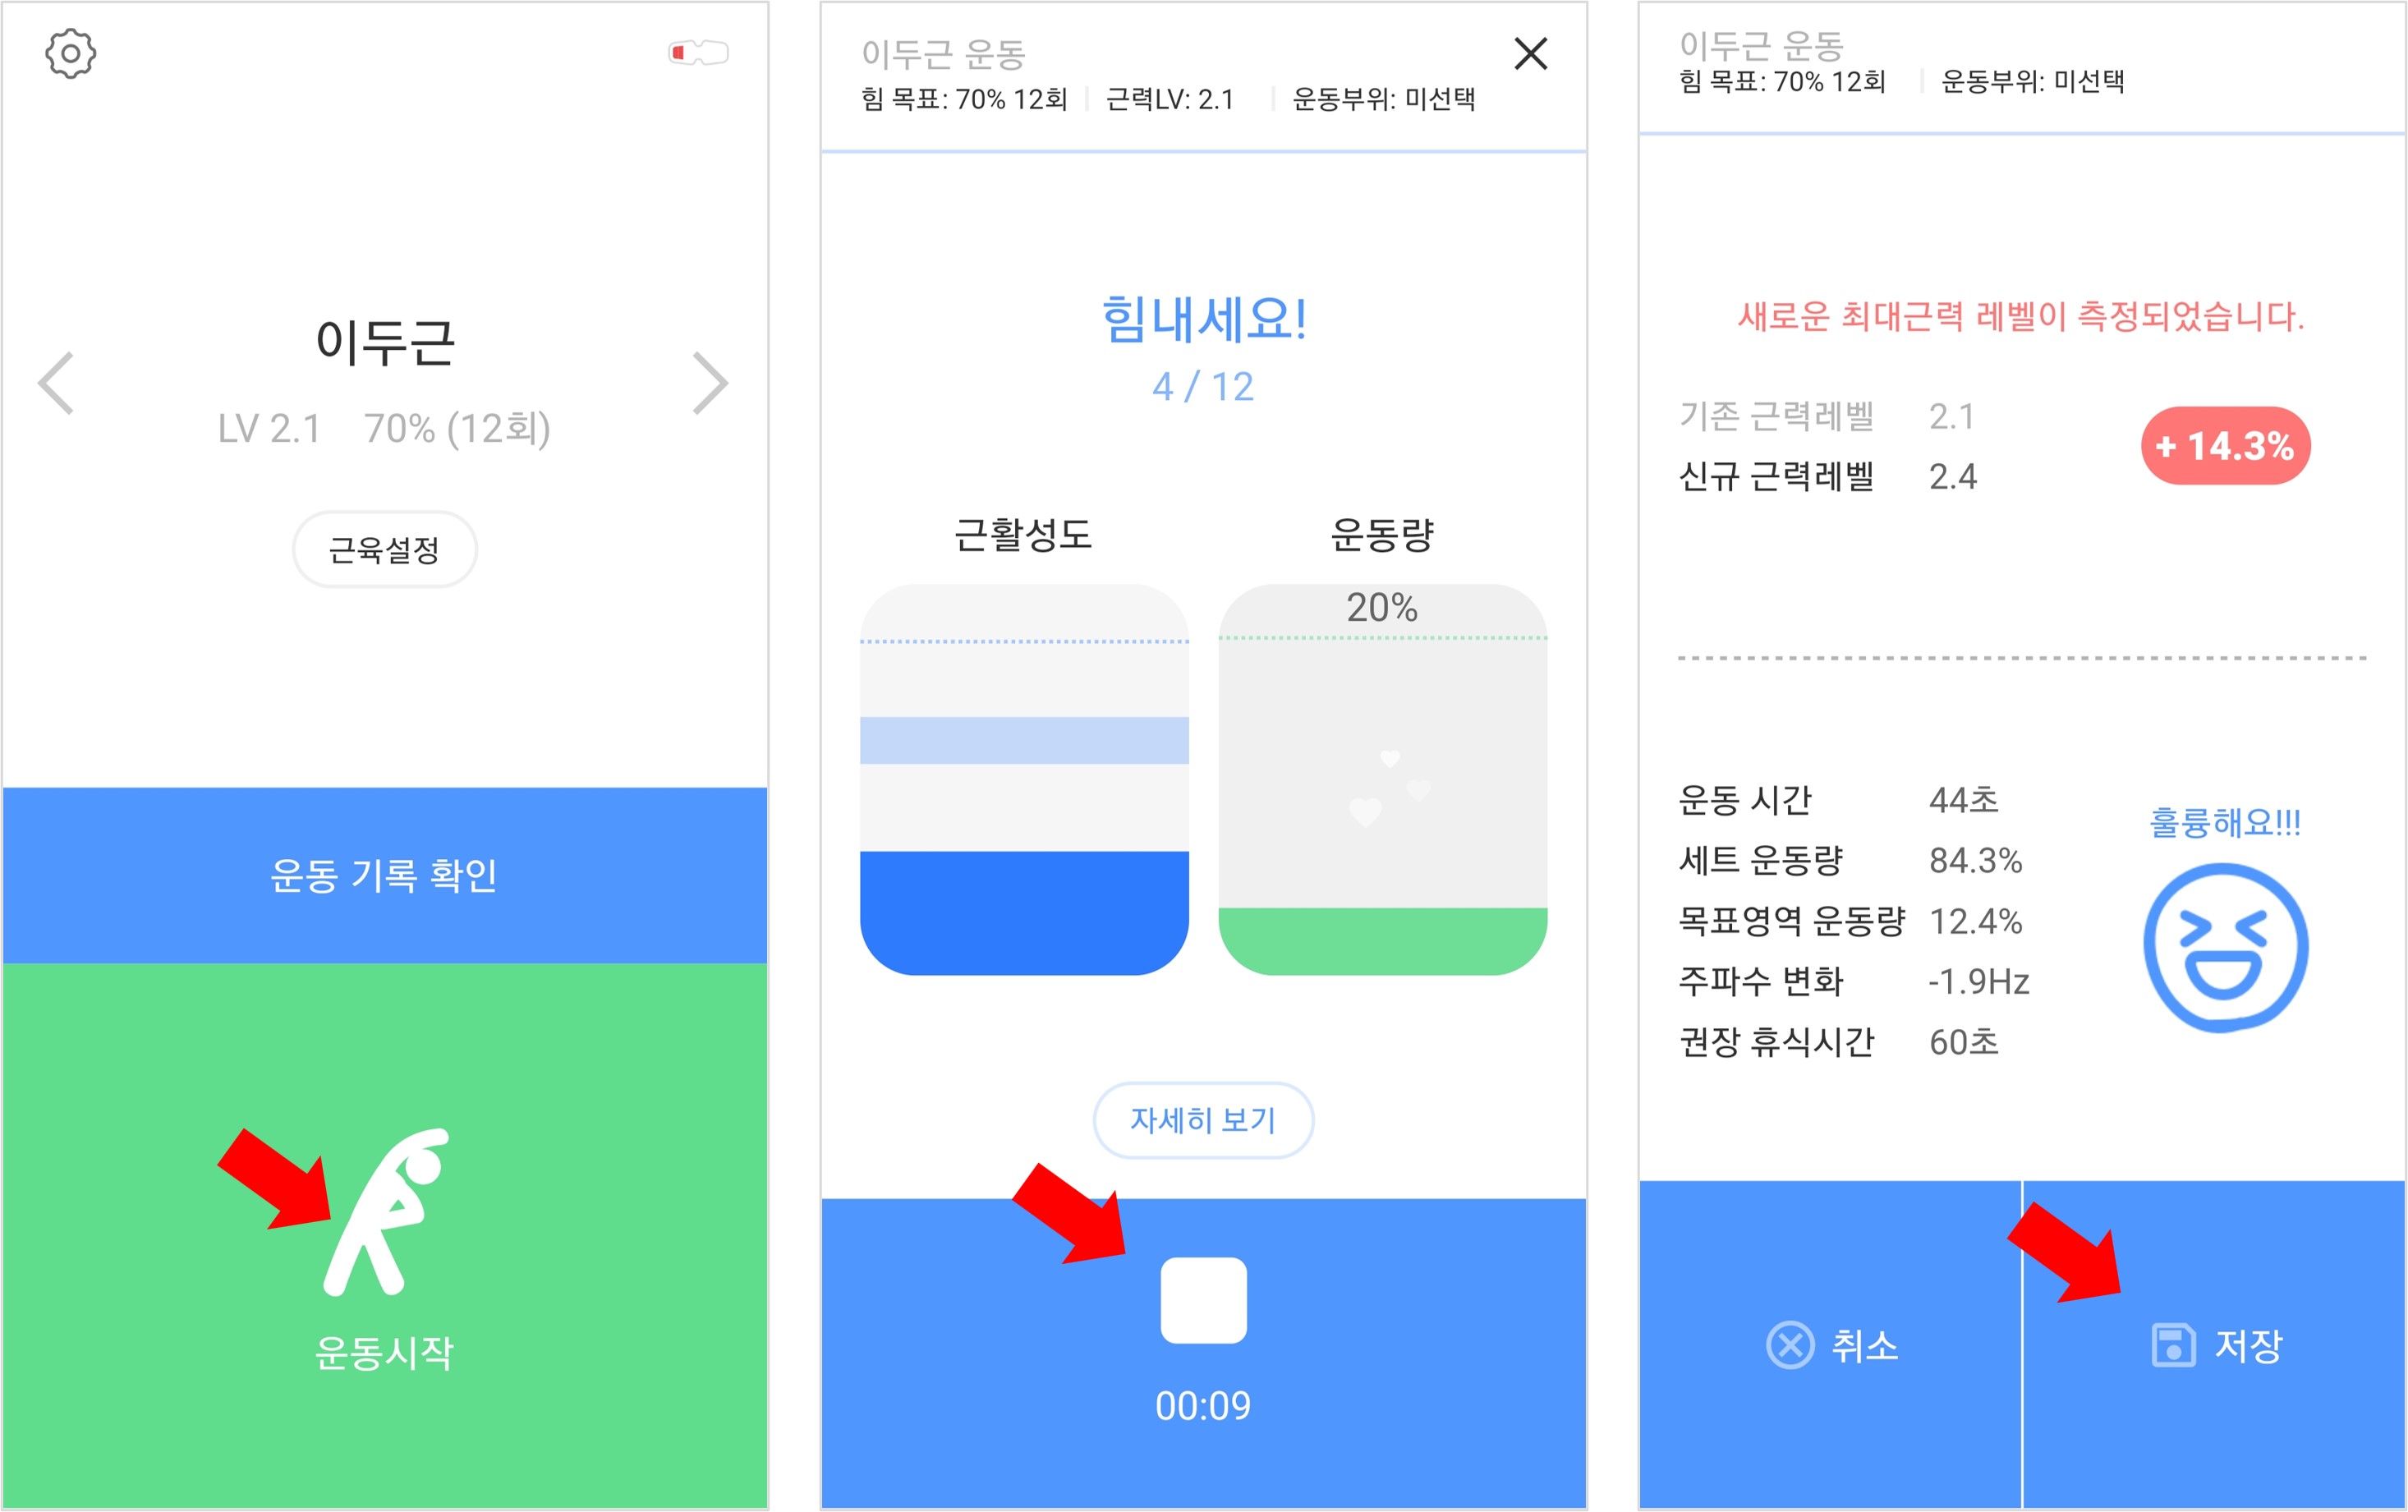 이두근
LV 2.1 70% (12회)
근육설정
운동 기록 확인
운동시작
이두근 운동
힘 목표: 70% 12회 근력LV: 2.1 운동부위: 미선택
힘내세요!
4 / 12
근활성도 운동량
20%
자세히 보기
00:09
이두근 운동
힘 목표: 70% 12회 운동부위: 미선택
새로운 최대근력 레벨이 측정되었습니다.
기존 근력레벨 2.1
신규 근력레벨 2.4
+ 14.3%
운동 시간 44초
세트 운동량 84.3%
목표영역 운동량 12.4%
주파수 변화 -1.9Hz
권장 휴식시간 60초
훌륭해요!!!
취소
저장